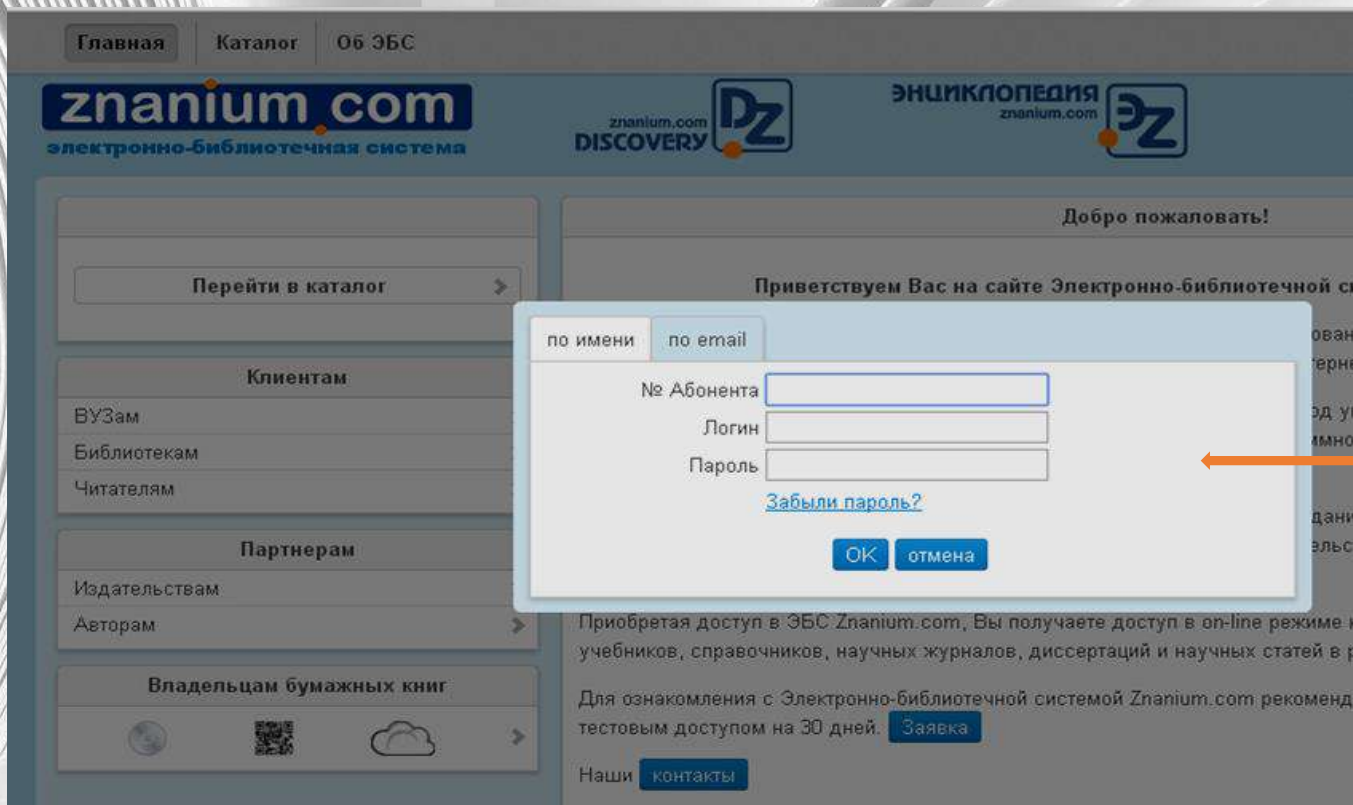 Главная
Каталог
Об ЭБС
znanium.com
электронно-библиотечная система
znanium.com
DISCOVERY
DZ
ЭНЦИКЛОПЕДИЯ
znanium.com
ЭZ
Перейти в каталог
Клиентам
ВУЗам
Библиотекам
Читателям
Партнерам
Издательствам
Авторам
Владельцам бумажных книг
Добро пожаловать!
Приветствуем Вас на сайте Электронно-библиотечной
по имени
по email
№ Абонента
Логин
Пароль
Забыли пароль?
OK
отмена
Приобретая доступ в ЭБС Znanium.com, Вы получаете доступ в on-line режиме
учебников, справочников, научных журналов, диссертаций и научных статей в
Для ознакомления с Электронно-библиотечной системой Znanium.com
тестовым доступом на 30 дней. Заявка
Наши контакты